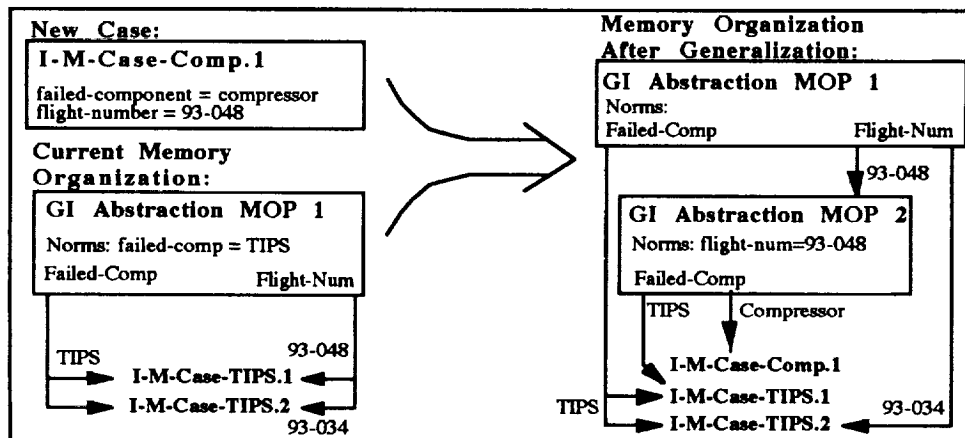 New Case:
I-M-Case-Comp.1
failed-component = compressor
flight-number = 93-048
Current Memory
Organization:
GI Abstraction MOP 1
Norms: failed-comp = TIPS
Failed-Comp
Flight-Num
TIPS
93-048
I-M-Case-TIPS.1
I-M-Case-TIPS.2
93-034
Memory Organization
After Generalization:
GI Abstraction MOP 1
Norms:
Failed-Comp
Flight-Num
93-048
GI Abstraction MOP 2
Norms: flight-num=93-048
Failed-Comp
TIPS
Compressor
I-M-Case-Comp.1
I-M-Case-TIPS.1
TIPS
93-034
I-M-Case-TIPS.2